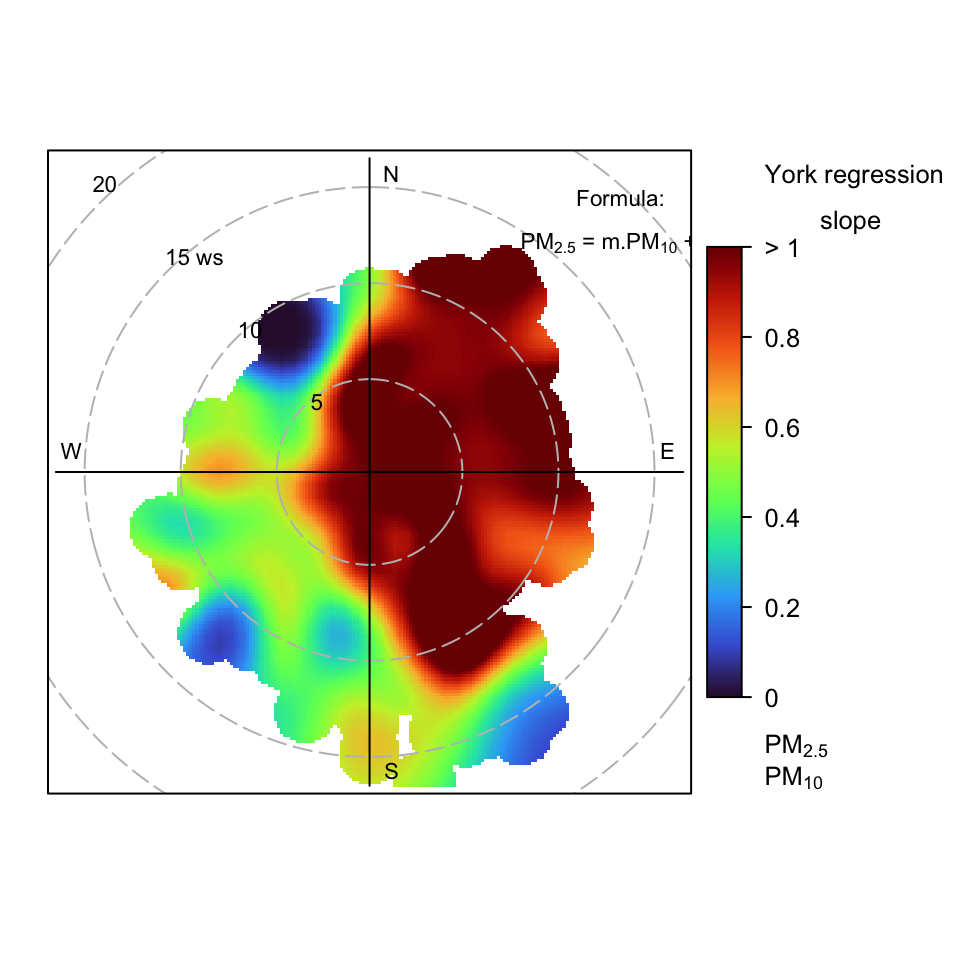 York regression
slope
N
20
Formula:
PM2.5 = m.PM10 +
15 ws
> 1
10
0.8
5
W
E
0.6
0.4
0.2
0
S
PM2.5
PM10